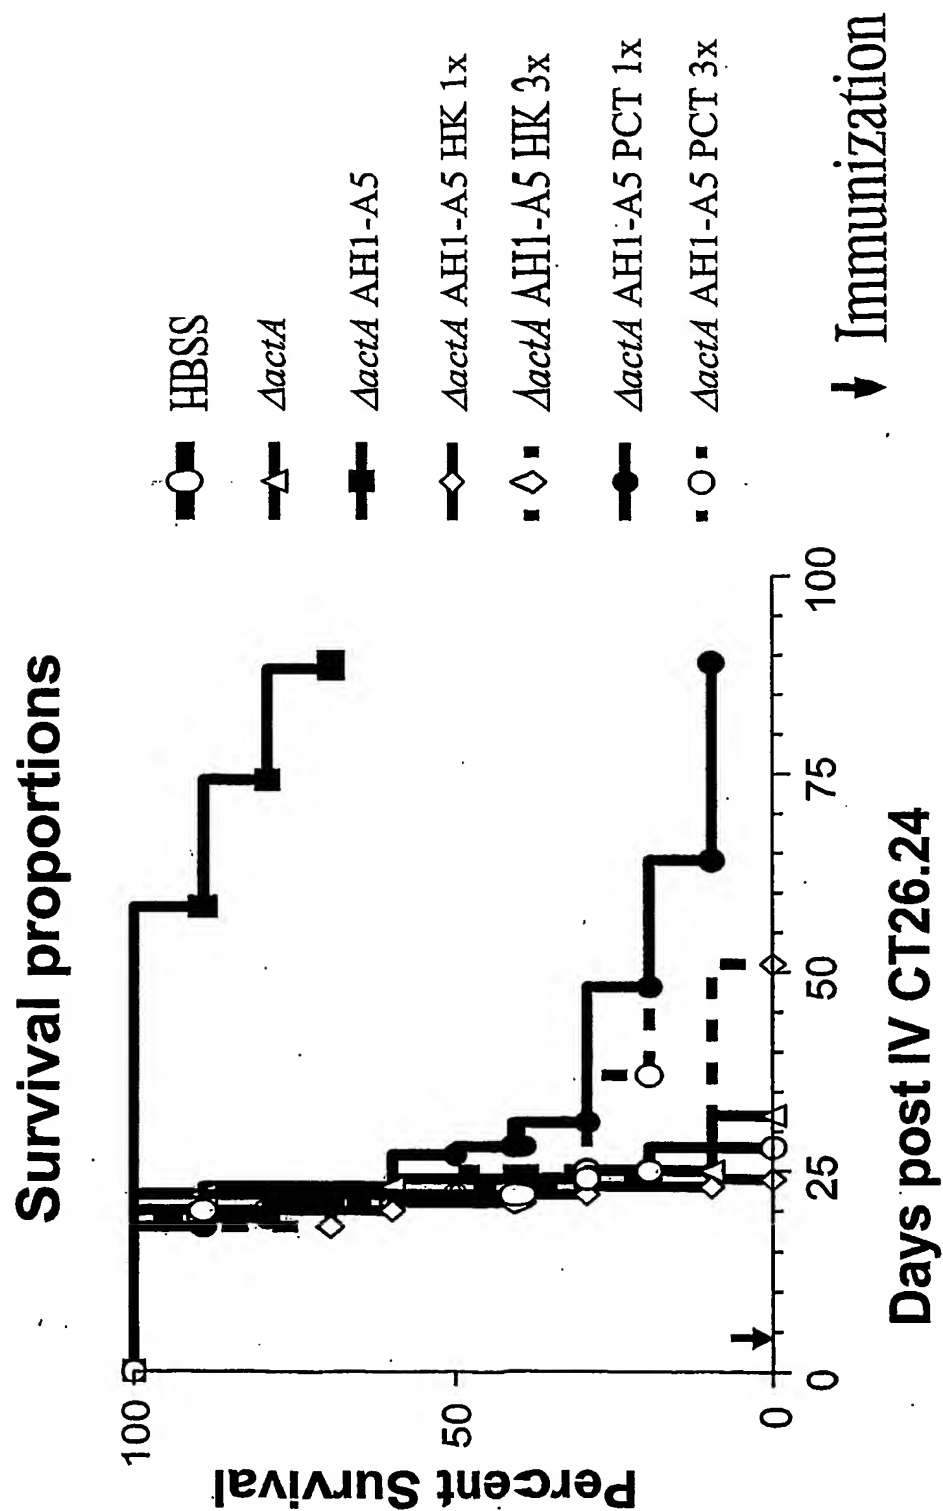 Survival proportions
Percent Survival
100
50
0
0
25
50
75
100
Days post IV CT26.24
HBSS
ΔactA
ΔactA AH1-A5
ΔactA AH1-A5 HK 1x
ΔactA AH1-A5 HK 3x
ΔactA AH1-A5 PCT 1x
ΔactA AH1-A5 PCT 3x
Immunization